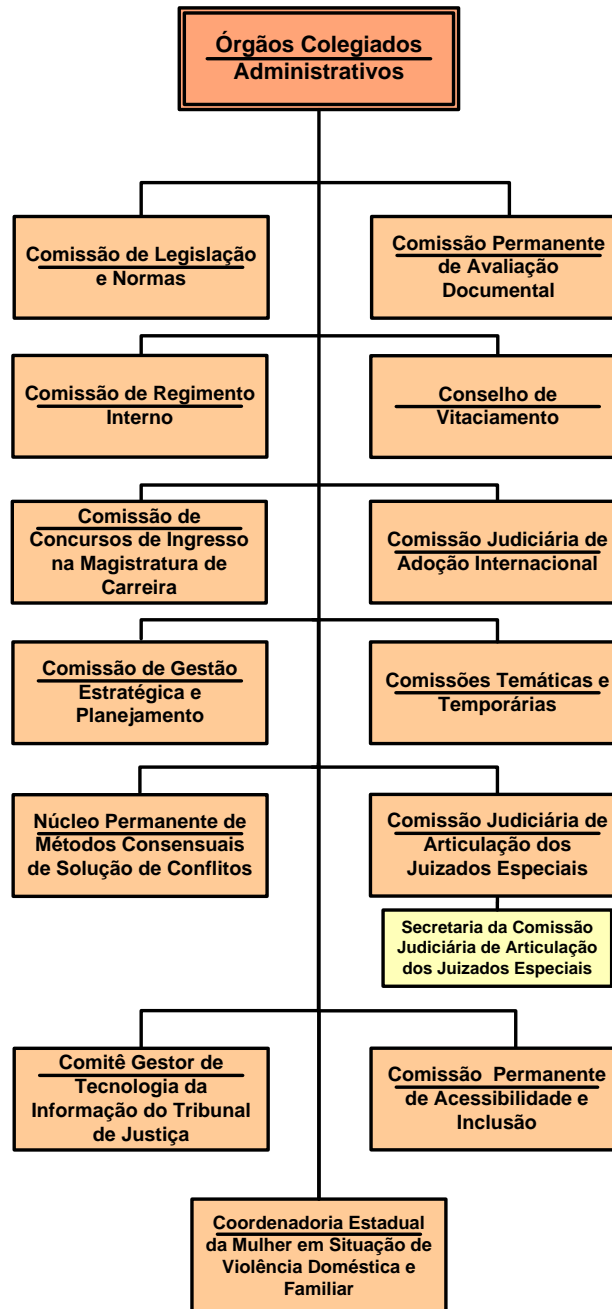 Órgãos Colegiados
Administrativos
Comissão de Legislação
e Normas
Comissão Permanente
de Avaliação
Documental
Comissão de Regimento
Interno
Conselho de
Vitaciamento
Comissão de
Concursos de Ingresso
na Magistratura de
Carreira
Comissão Judiciária de
Adoção Internacional
Comissão de Gestão
Estratégica e
Planejamento
Comissões Temáticas e
Temporárias
Núcleo Permanente de
Métodos Consensuais
de Solução de Conflitos
Comissão Judiciária de
Articulação dos
Juizados Especiais
Secretaria da Comissão
Judiciária de Articulação
dos Juizados Especiais
Comitê Gestor de
Tecnologia da
Informação do Tribunal
de Justiça
Comissão Permanente
de Acessibilidade e
Inclusão
Coordenadoria Estadual
da Mulher em Situação de
Violência Doméstica e
Familiar